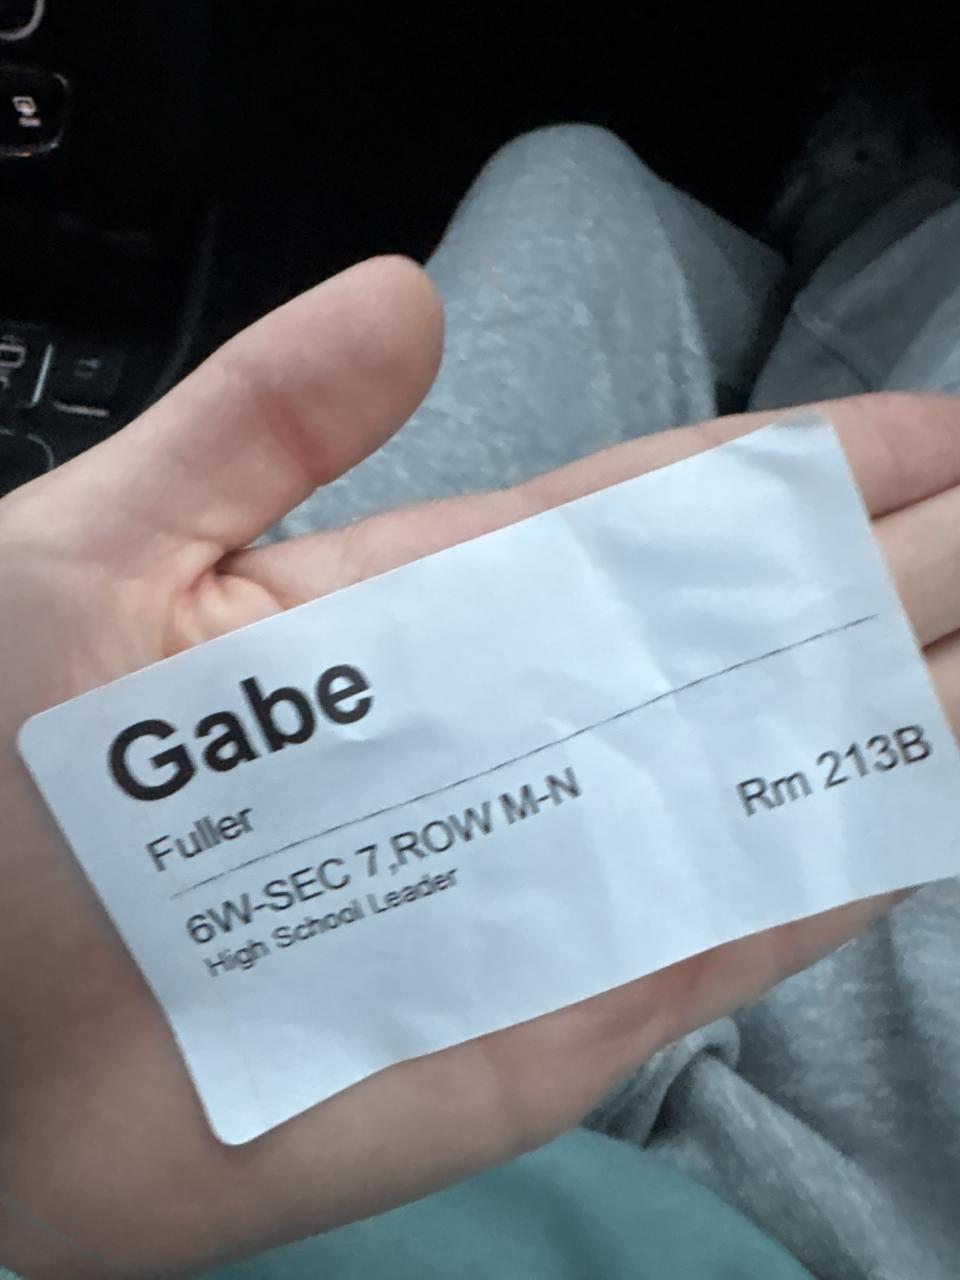 Gabe
Fuller
6W-SEC 7,ROW M-N
Rm 213B
High School Leader